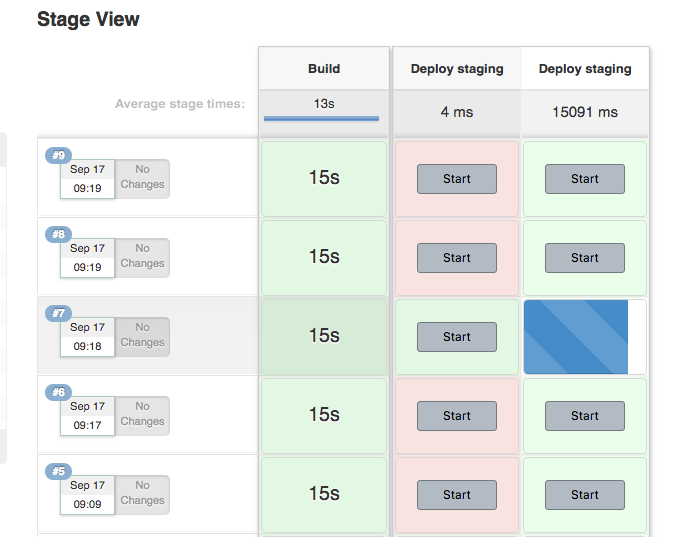 Stage View
Build Deploy staging Deploy staging
Average stage times: 13s 4 ms 15091 ms
#9
Sep 17 No
09:19 Changes
15s Start Start
#8
Sep 17 No
09:19 Changes
15s Start Start
#7
Sep 17 No
09:18 Changes
15s Start
#6
Sep 17 No
09:17 Changes
15s Start Start
#5
Sep 17 No
09:09 Changes
15s Start Start